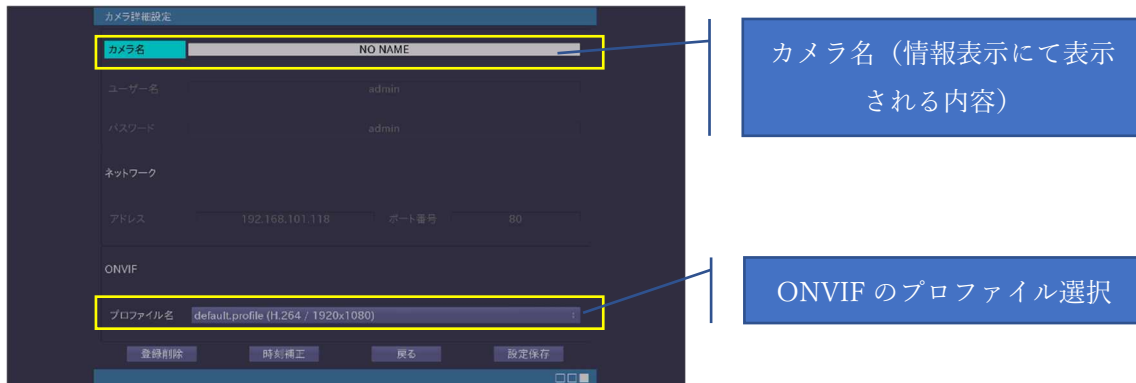 カメラ詳細設定
カメラ名 NO NAME
カメラ名（情報表示にて表示
される内容）
ユーザー名 admin
パスワード admin
ネットワーク
アドレス 192.168.101.118 ポート番号 80
ONVIF
ONVIF のプロファイル選択
プロファイル名 default.profile (H.264 / 1920x1080)
登録削除 時刻補正 戻る 設定保存